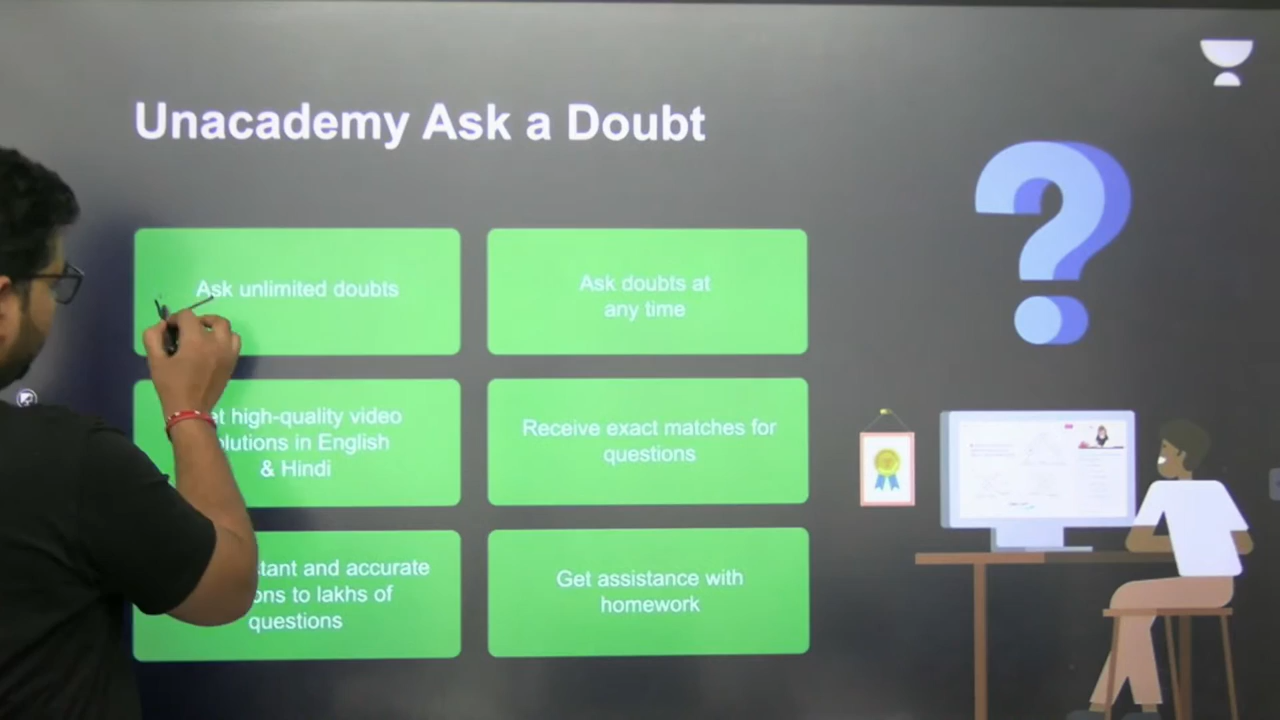 Unacademy Ask a Doubt
Ask unlimited doubts
Ask doubts at
any time
high-quality video
in English
& Hindi
Receive exact matches for
questions
and accurate
to lakhs of
questions
Get assistance with
homework